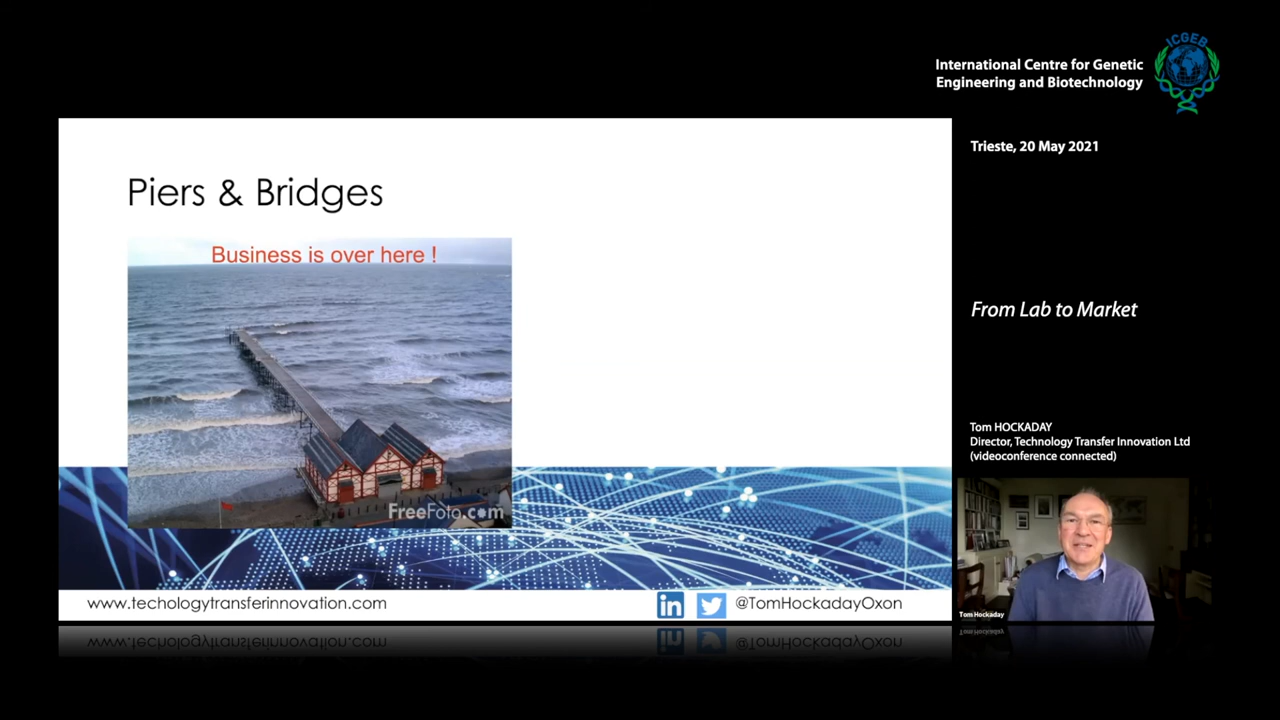 ICGEB
International Centre for Genetic
Engineering and Biotechnology
Trieste, 20 May 2021
Piers & Bridges
Business is over here !
FreeFoto.com
From Lab to Market
Tom HOCKADAY
Director, Technology Transfer Innovation Ltd
(videoconference connected)
Tom Hockaday
www.techologytransferinnovation.com
in
@TomHockadayOxon